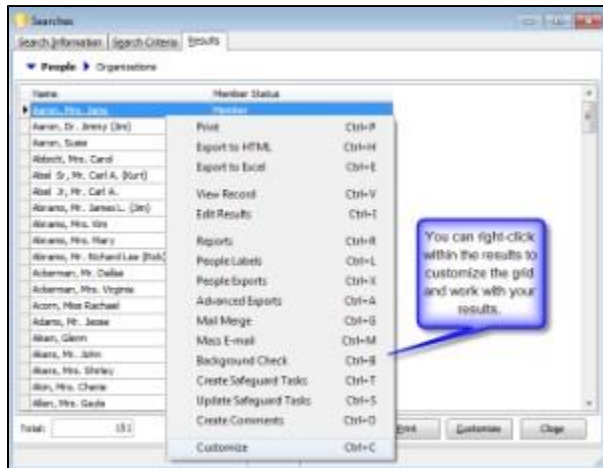 Searches
Search Information Search Criteria Results
People Organizations
Name Member Status
Aaron, Mrs. Jane Member
Aaron, Dr. Jimmy (Jim)
Aaron, Susie
Abbott, Mrs. Carol
Abel Sr, Mr. Carl A. (Kurt)
Abel Jr, Mr. Carl A.
Abrams, Mr. James L. (Jim)
Abrams, Mrs. Kim
Abrams, Mrs. Mary
Abrams, Mr. Richard Lee (Rob)
Ackerman, Mr. Dallas
Ackerman, Mrs. Virginia
Acorn, Miss Rachael
Adams, Mr. Jesse
Aiken, Glenn
Akers, Mr. John
Akers, Mrs. Shirley
Mrs. Cherie
Allen, Mrs. Gayla
Print Ctrl+P
Export to HTML Ctrl+H
Export to Excel Ctrl+E
View Record Ctrl+V
Edit Results Ctrl+I
Reports Ctrl+R
People Labels Ctrl+L
People Exports Ctrl+X
Advanced Exports Ctrl+A
Mail Merge Ctrl+G
Mass E-mail Ctrl+M
Background Check Ctrl+B
Create Safeguard Tasks Ctrl+T
Update Safeguard Tasks Ctrl+S
Create Comments Ctrl+O
Customize Ctrl+C
You can right-click
within the results to
customize the grid
and work with your
results.
Total: 151 Print Customize Close